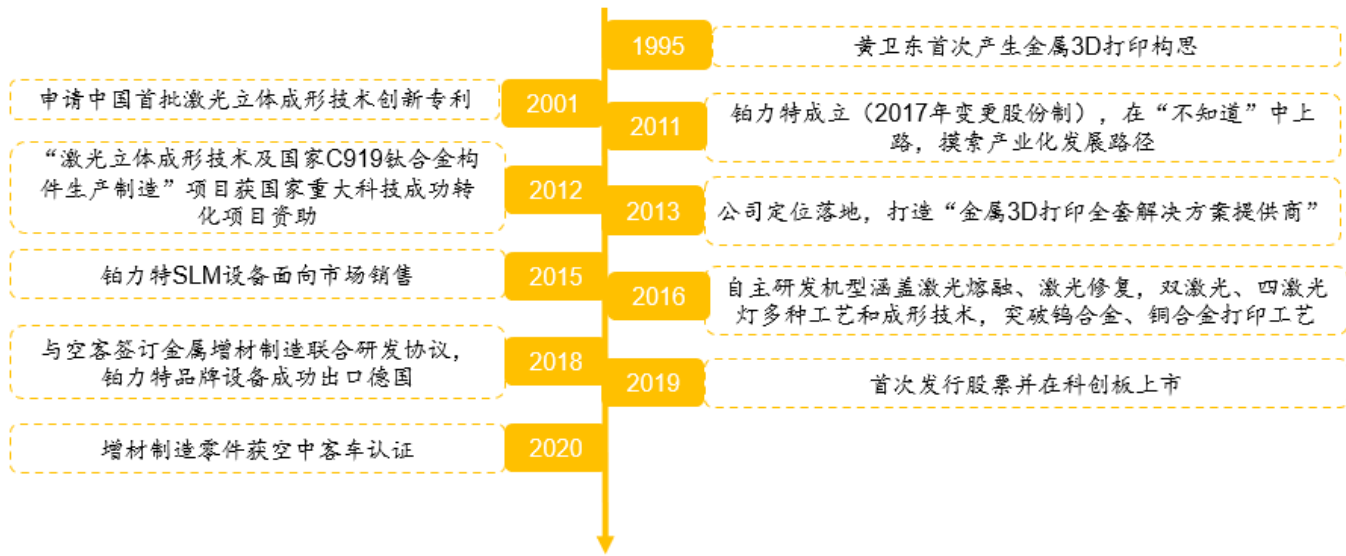 1995
黄卫东首次产生金属3D打印构思
申请中国首批激光立体成形技术创新专利
2001
2011
铂力特成立（2017年变更股份制），在“不知道”中上
路，摸索产业化发展路径
“激光立体成形技术及国家C919钛合金构
件生产制造”项目获国家重大科技成功转
化项目资助
2012
2013
公司定位落地，打造“金属3D打印全套解决方案提供商”
铂力特SLM设备面向市场销售
2015
2016
自主研发机型涵盖激光熔融、激光修复，双激光、四激光
灯多种工艺和成形技术，突破钨合金、铜合金打印工艺
与空客签订金属增材制造联合研发协议，
铂力特品牌设备成功出口德国
2018
2019
首次发行股票并在科创板上市
增材制造零件获空中客车认证
2020